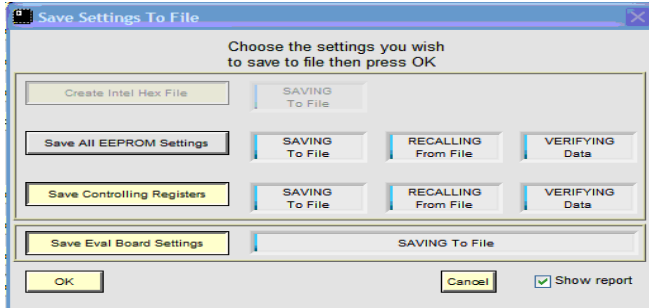 Save Settings To File
Choose the settings you wish
to save to file then press OK
Create Intel Hex File
SAVING
To File
Save All EEPROM Settings
SAVING
To File
RECALLING
From File
VERIFYING
Data
Save Controlling Registers
SAVING
To File
RECALLING
From File
VERIFYING
Data
Save Eval Board Settings
SAVING To File
OK
Cancel
Show report